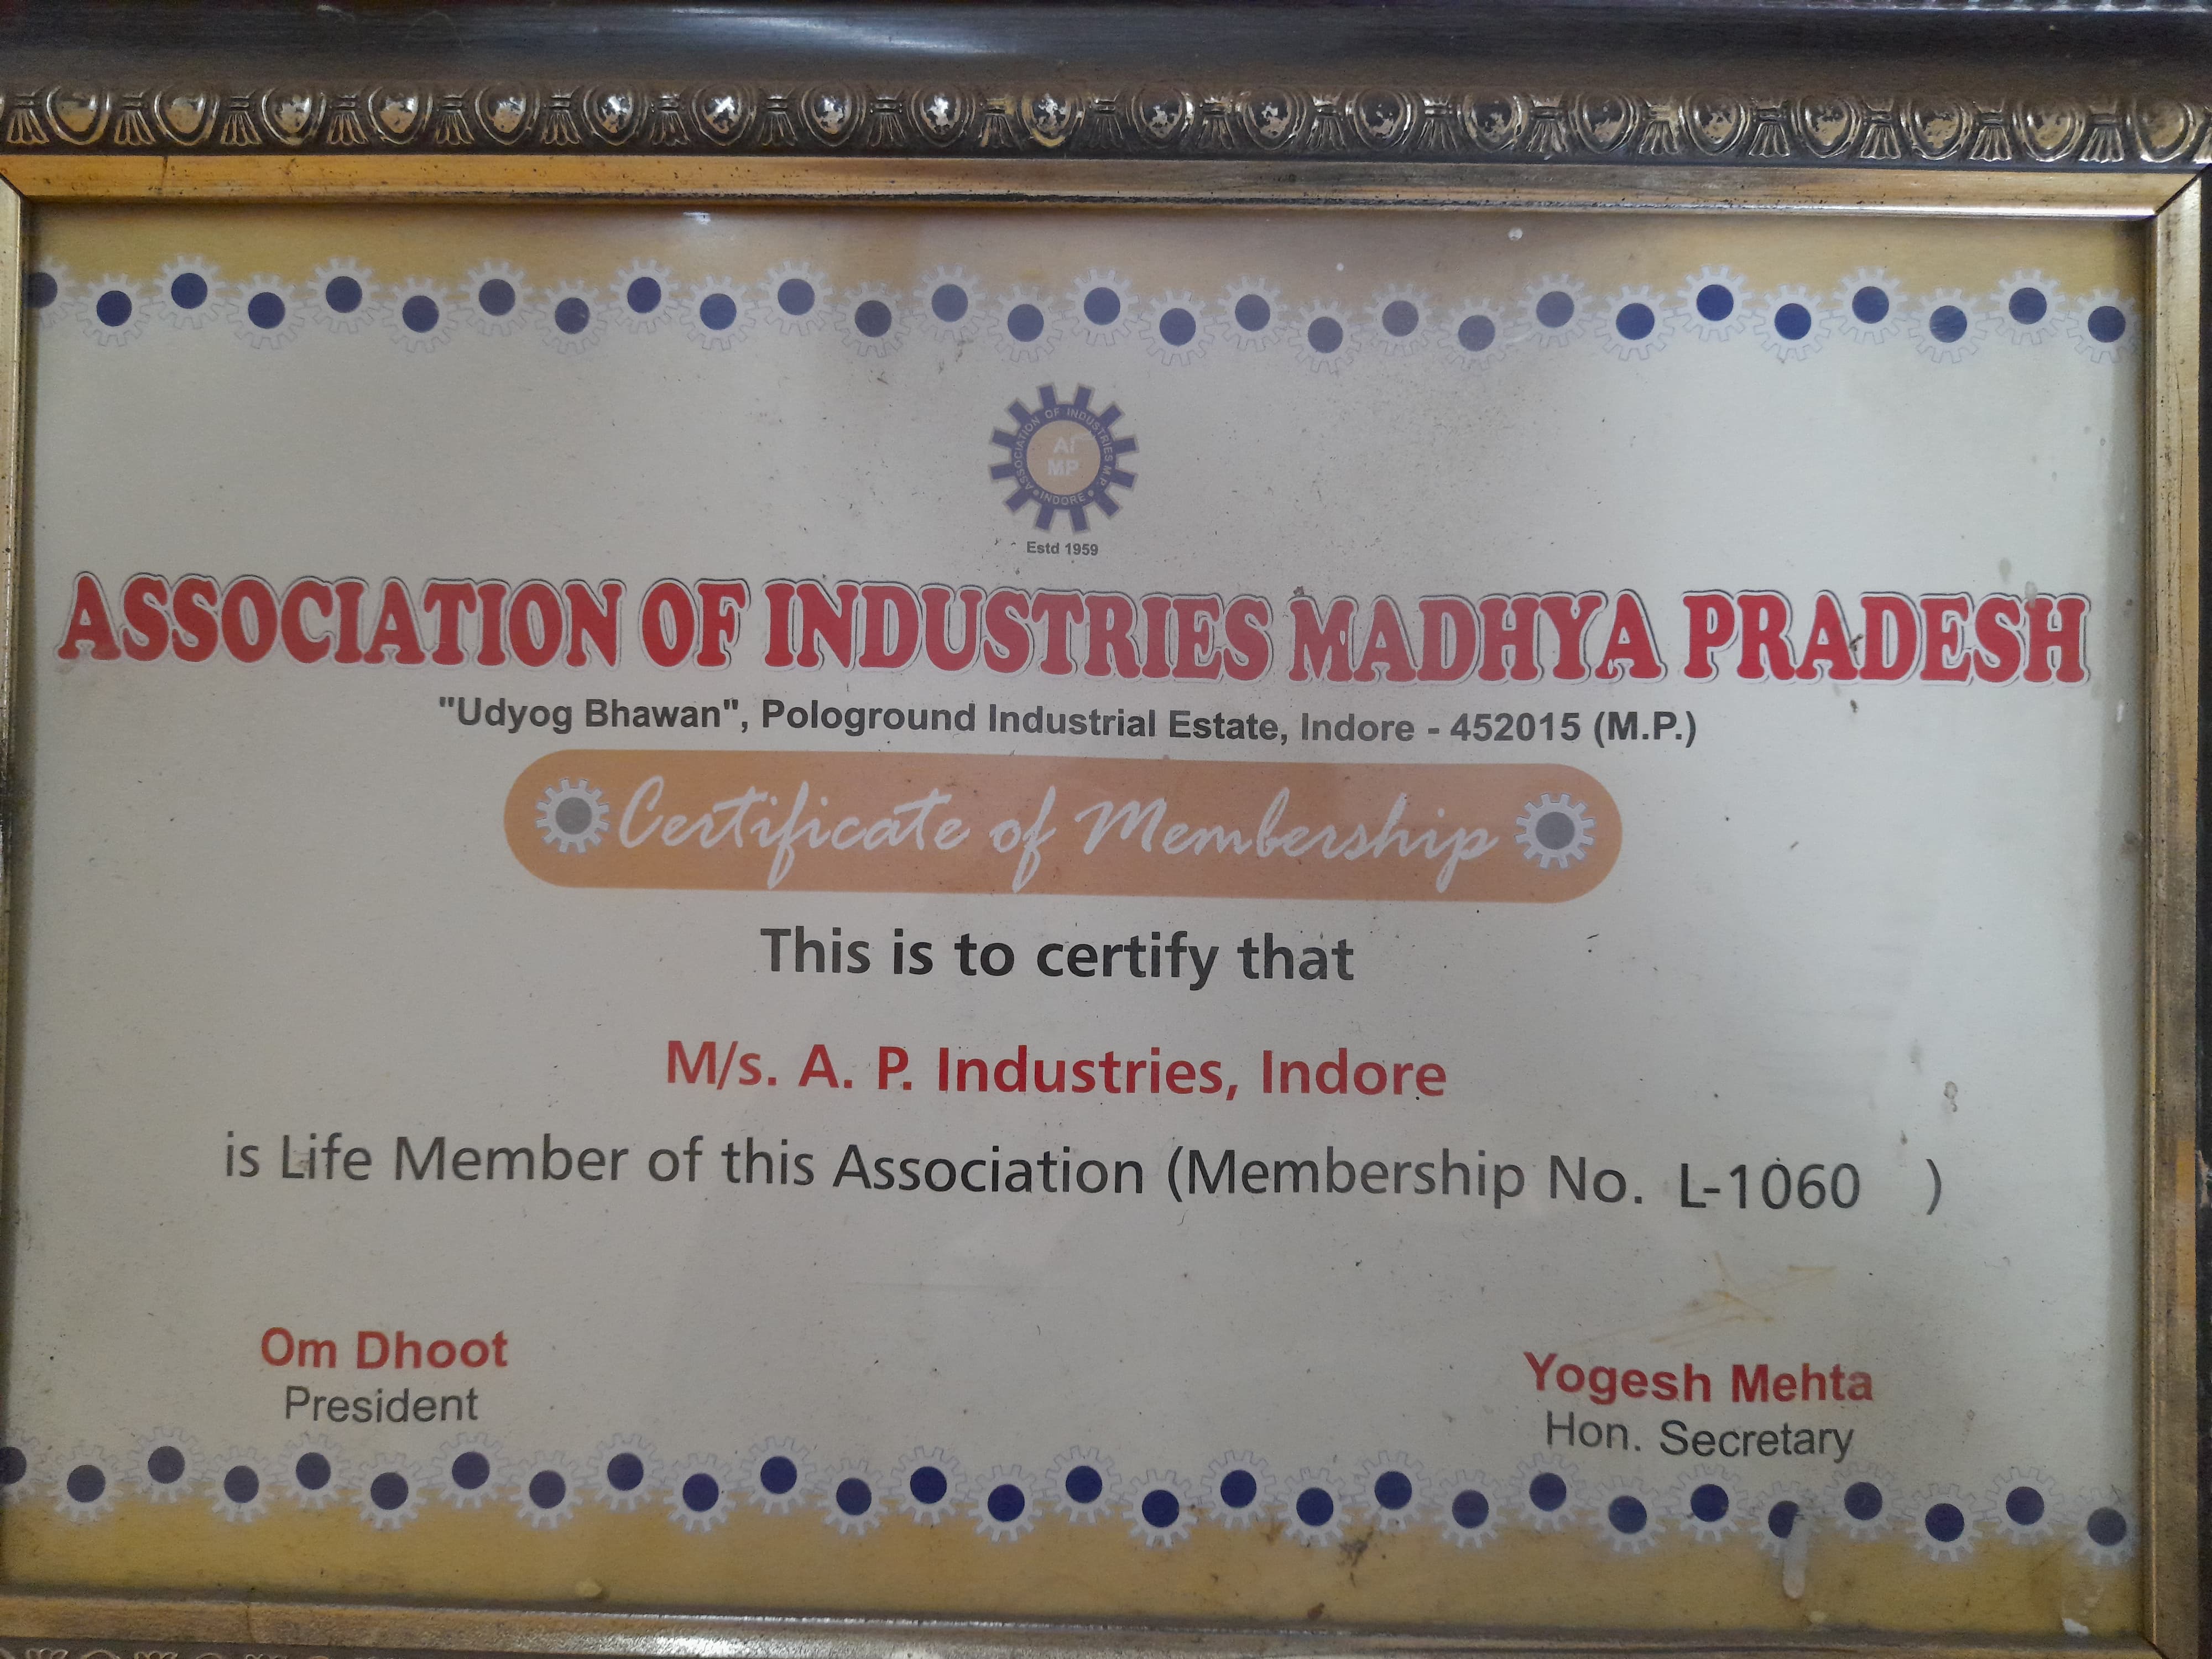 ASSOCIATION OF INDUSTRIES M.P.
AI
MP
INDORE
Estd 1959
ASSOCIATION OF INDUSTRIES MADHYA PRADESH
"Udyog Bhawan", Pologround Industrial Estate, Indore - 452015 (M.P.)
Certificate of Membership
This is to certify that
M/s. A. P. Industries, Indore
is Life Member of this Association (Membership No. L-1060 )
Om Dhoot
President
Yogesh Mehta
Hon. Secretary